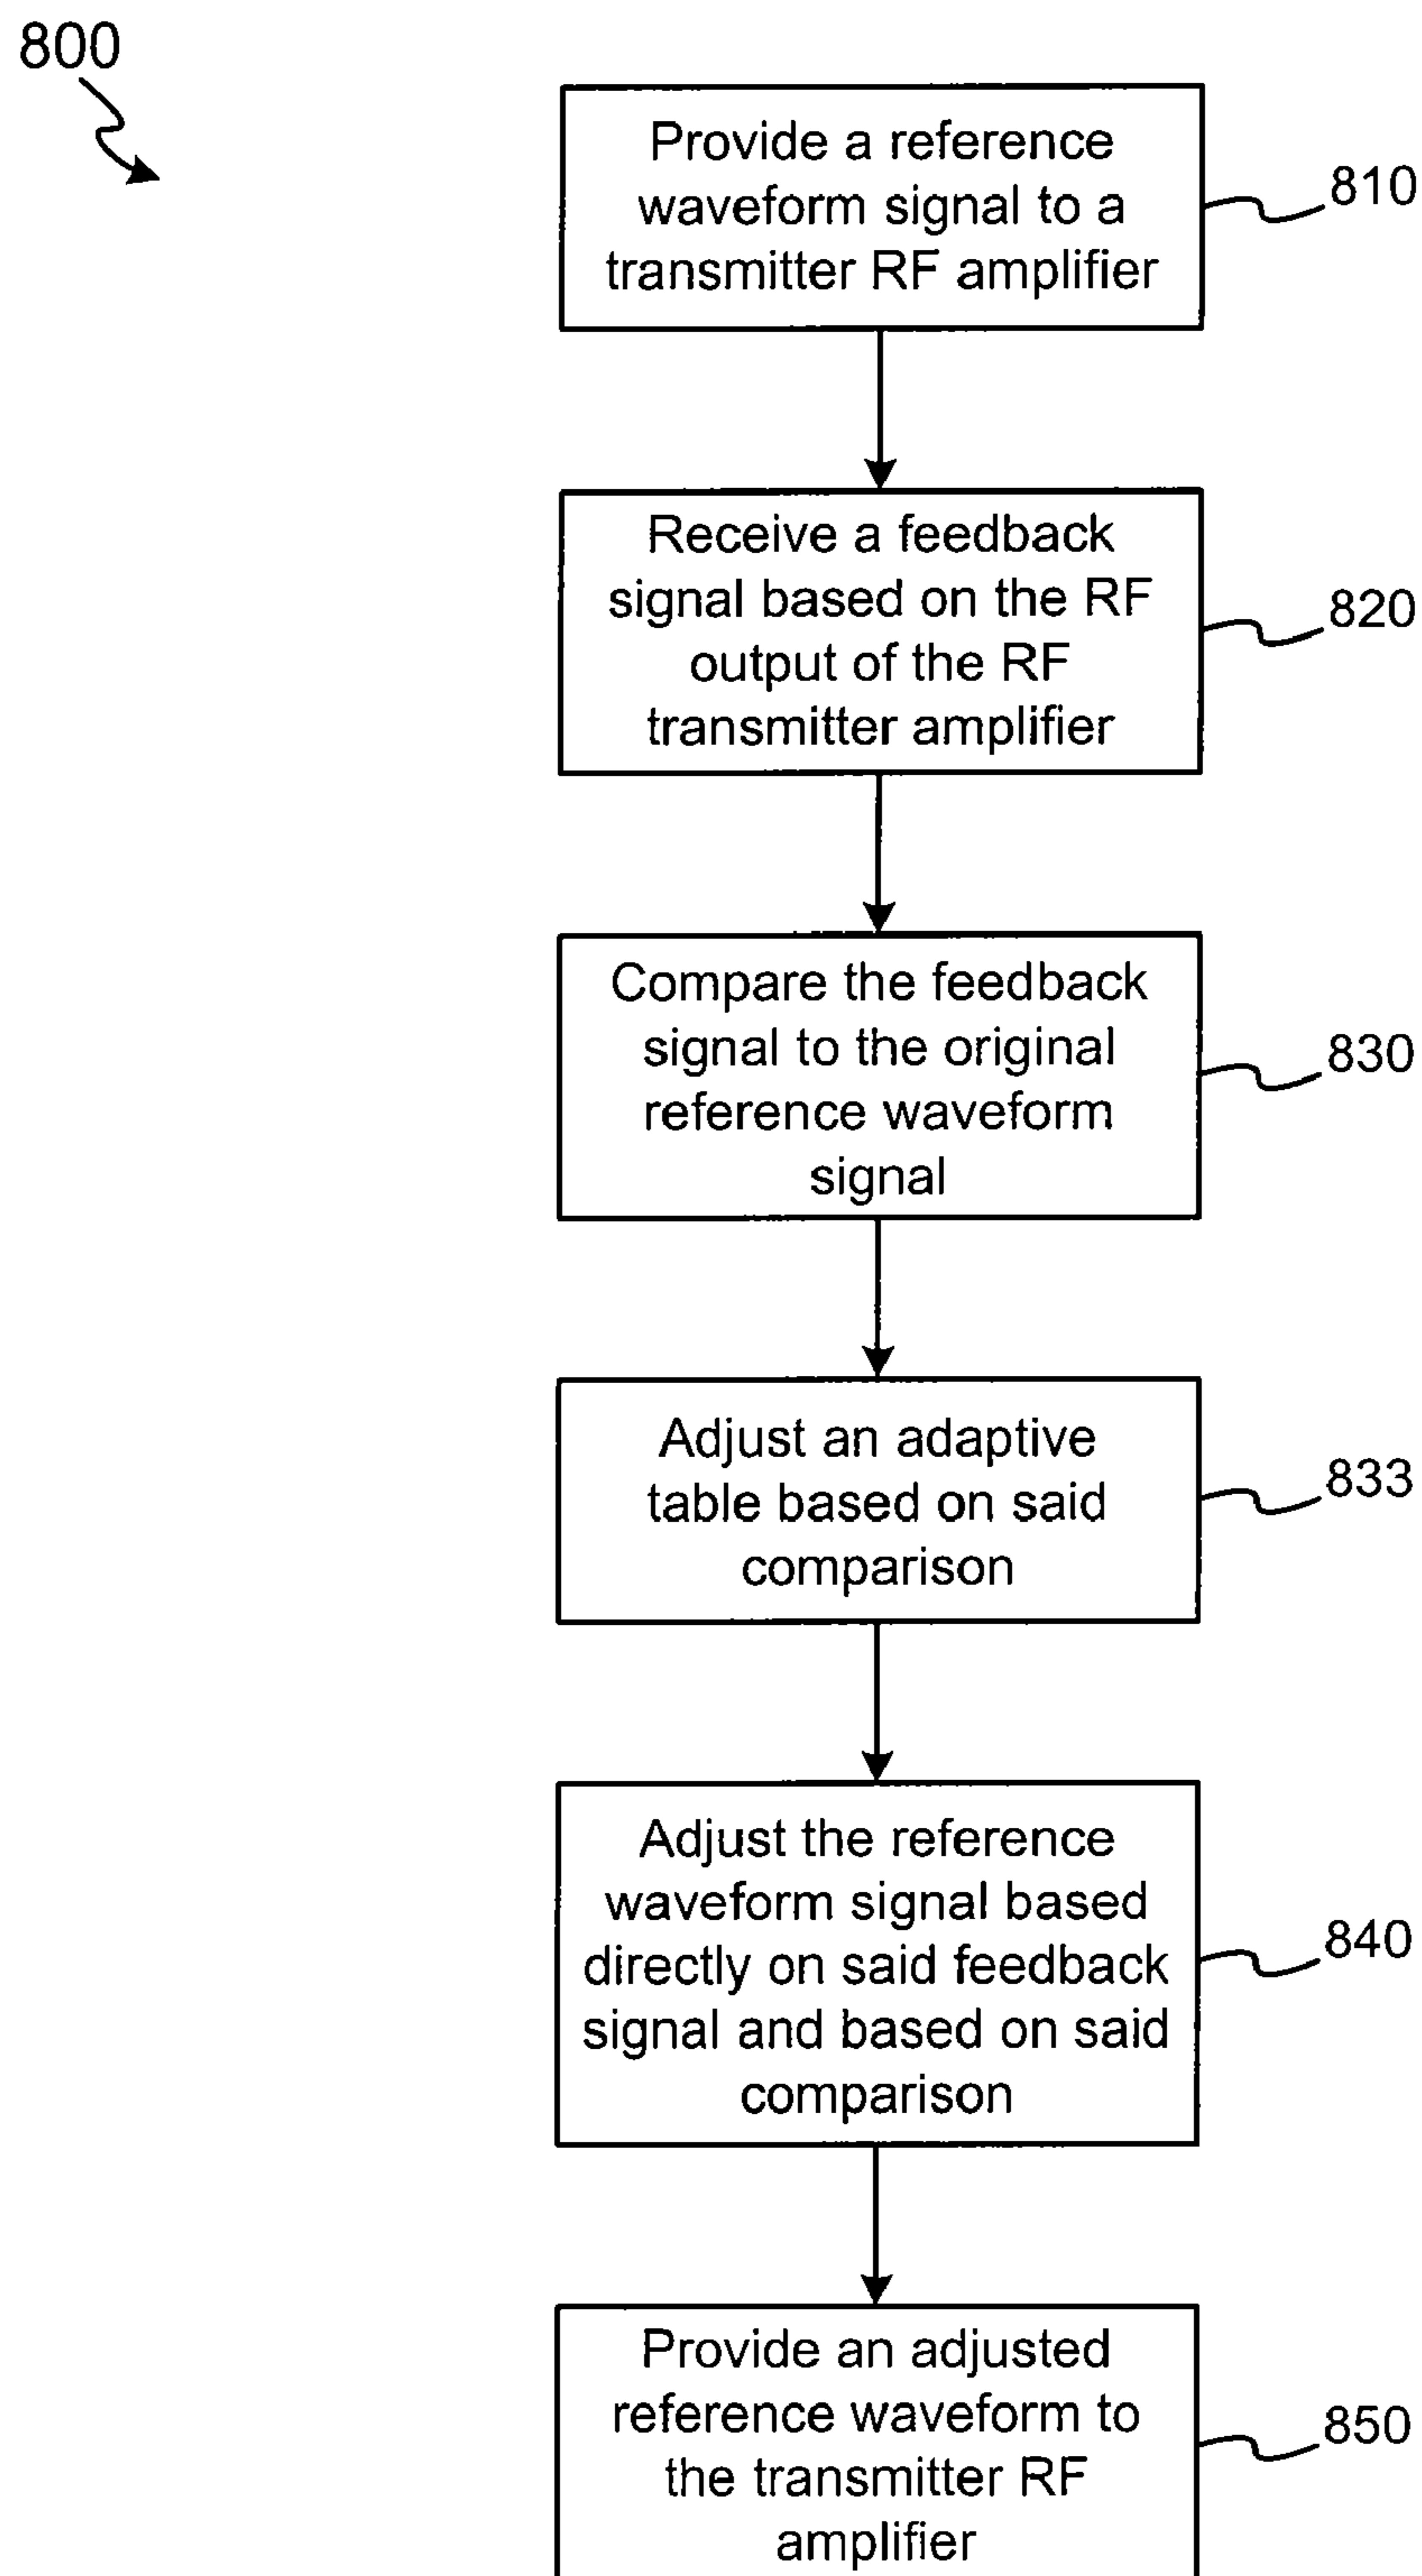 800
Provide a reference
waveform signal to a
transmitter RF amplifier
810
Receive a feedback
signal based on the RF
output of the RF
transmitter amplifier
820
Compare the feedback
signal to the original
reference waveform
signal
830
Adjust an adaptive
table based on said
comparison
833
Adjust the reference
waveform signal based
directly on said feedback
signal and based on said
comparison
840
Provide an adjusted
reference waveform to
the transmitter RF
amplifier
850